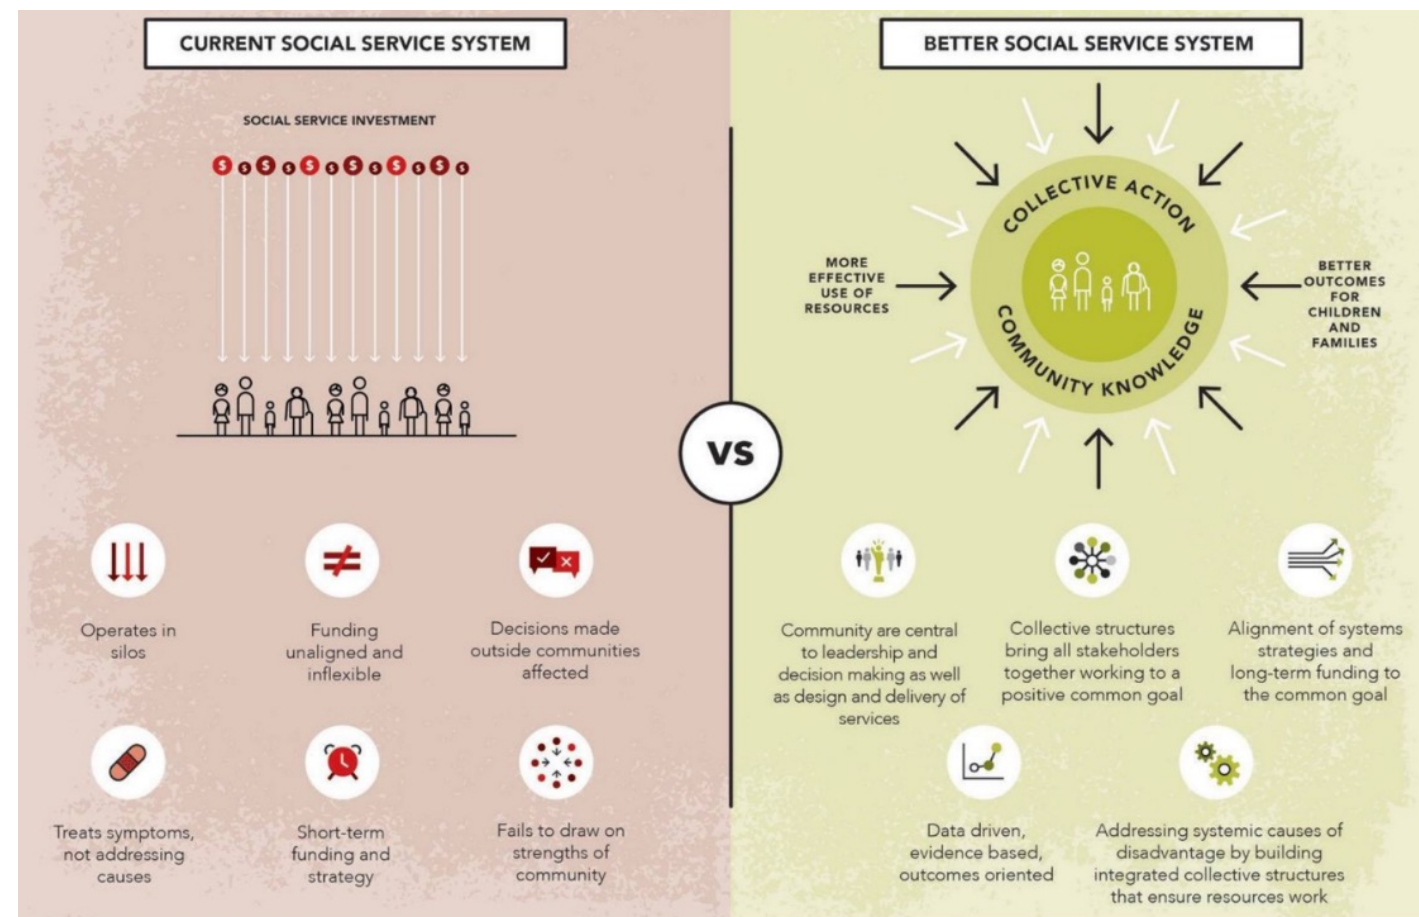 CURRENT SOCIAL SERVICE SYSTEM
SOCIAL SERVICE INVESTMENT
$ $ $ $ $ $ $ $ $ $ $ $
Operates in
silos
Funding
unaligned and
inflexible
Decisions made
outside communities
affected
Treats symptoms,
not addressing
causes
Short-term
funding and
strategy
Fails to draw on
strengths of
community
VS
BETTER SOCIAL SERVICE SYSTEM
COLLECTIVE ACTION
COMMUNITY KNOWLEDGE
MORE
EFFECTIVE
USE OF
RESOURCES
BETTER
OUTCOMES
FOR
CHILDREN
AND
FAMILIES
Community are central
to leadership and
decision making as well
as design and delivery of
services
Collective structures
bring all stakeholders
together working to a
positive common goal
Alignment of systems
strategies and
long-term funding to
the common goal
Data driven,
evidence based,
outcomes oriented
Addressing systemic causes of
disadvantage by building
integrated collective structures
that ensure resources work